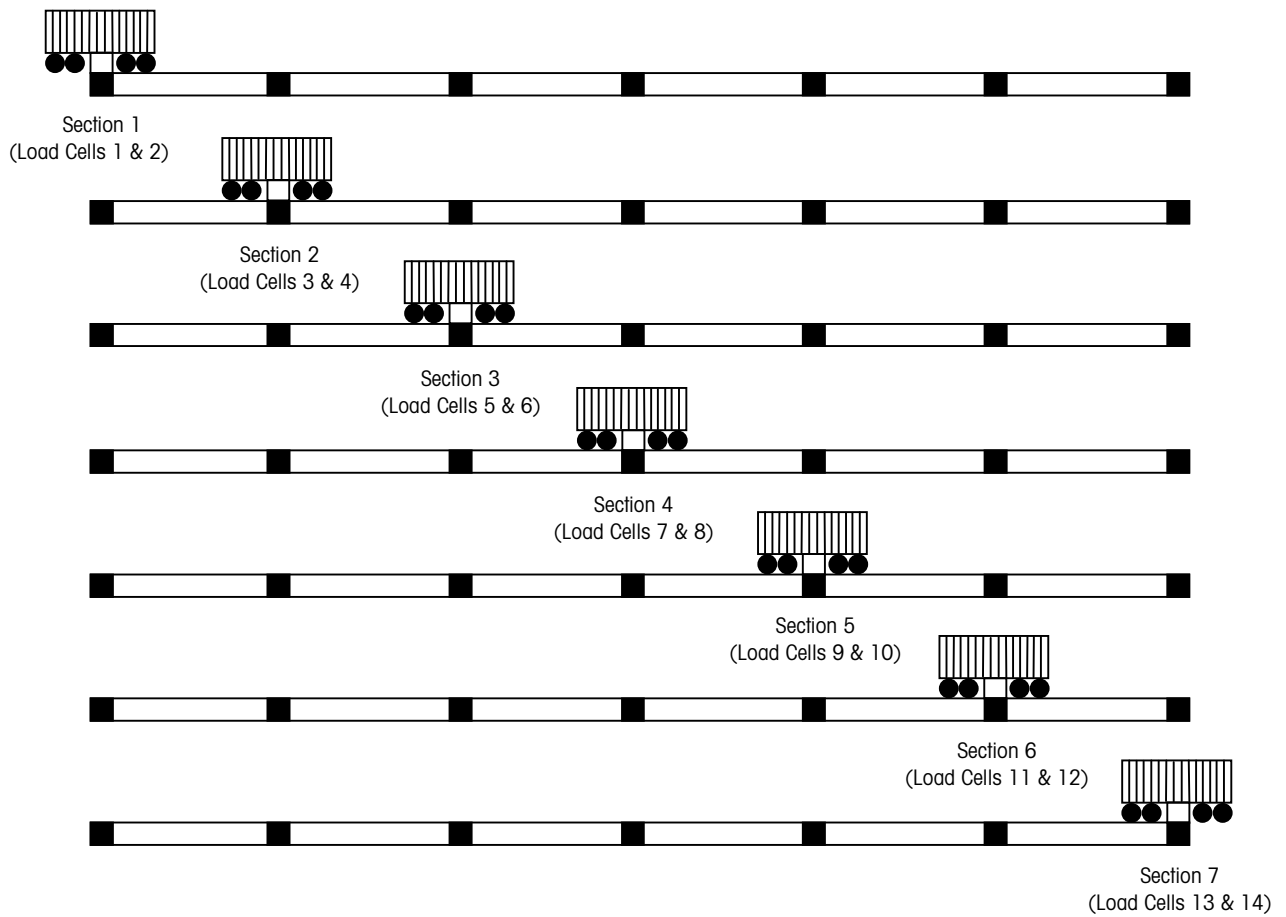 Section 1
(Load Cells 1 & 2)
Section 2
(Load Cells 3 & 4)
Section 3
(Load Cells 5 & 6)
Section 4
(Load Cells 7 & 8)
Section 5
(Load Cells 9 & 10)
Section 6
(Load Cells 11 & 12)
Section 7
(Load Cells 13 & 14)